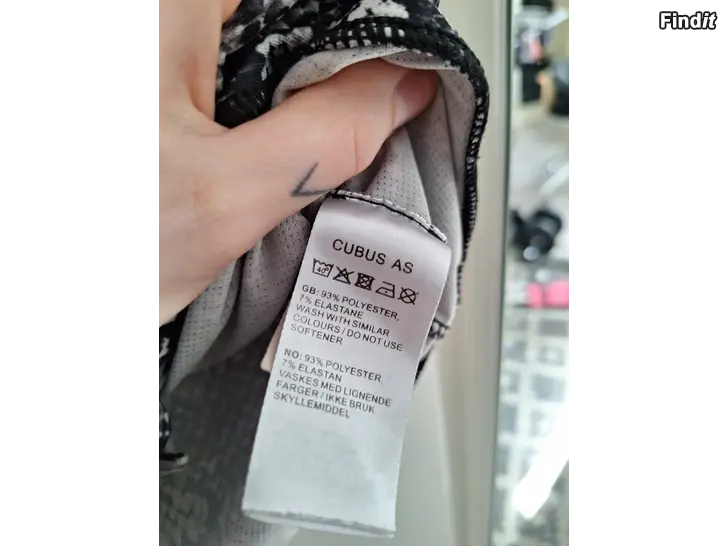 Findit
CUBUS AS
40°
GB: 93% POLYESTER,
7% ELASTANE
WASH WITH SIMILAR
COLOURS / DO NOT USE
SOFTENER
NO: 93% POLYESTER
7% ELASTAN
VASKES MED LIGNENDE
FARGER / IKKE BRUK
SKYLLEMIDDEL